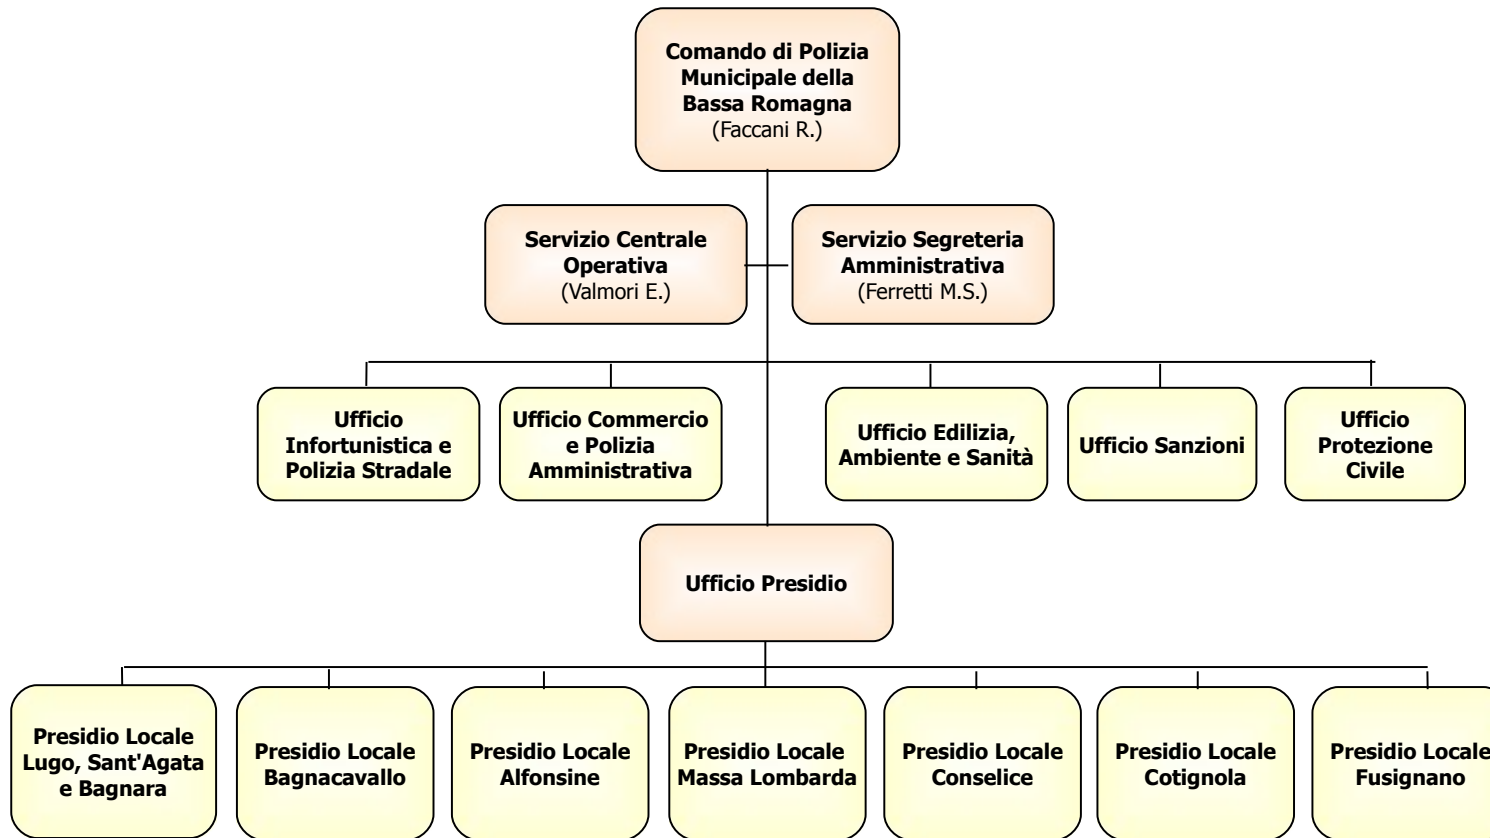 Comando di Polizia
Municipale della
Bassa Romagna
(Faccani R.)
Servizio Centrale
Operativa
(Valmori E.)
Servizio Segreteria
Amministrativa
(Ferretti M.S.)
Ufficio
Infortunistica e
Polizia Stradale
Ufficio Commercio
e Polizia
Amministrativa
Ufficio Edilizia,
Ambiente e Sanità
Ufficio Sanzioni
Ufficio
Protezione
Civile
Ufficio Presidio
Presidio Locale
Lugo, Sant'Agata
e Bagnara
Presidio Locale
Bagnacavallo
Presidio Locale
Alfonsine
Presidio Locale
Massa Lombarda
Presidio Locale
Conselice
Presidio Locale
Cotignola
Presidio Locale
Fusignano